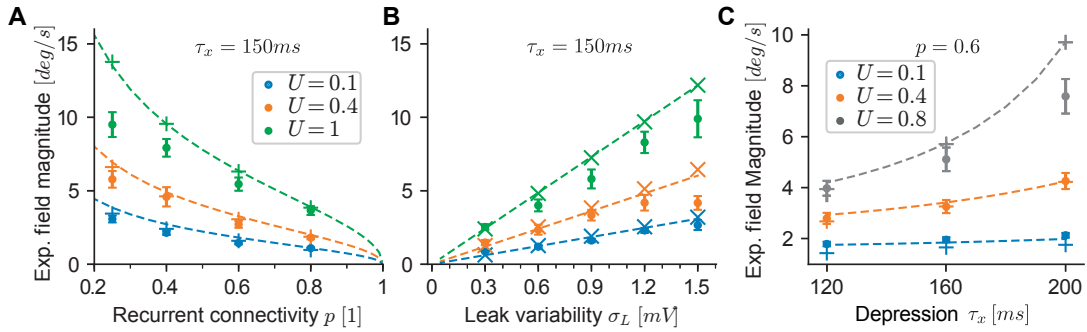 A
Exp. field magnitude [deg/s]
15
10
5
0
τ_x = 150ms
U = 0.1
U = 0.4
U = 1
0.2
0.4
0.6
0.8
1
Recurrent connectivity p [1]
B
15
10
5
0
τ_x = 150ms
0
0.3
0.6
0.9
1.2
1.5
Leak variability σ_L [mV]
C
Exp. field Magnitude [deg/s]
10
8
6
4
2
p = 0.6
U = 0.1
U = 0.4
U = 0.8
120
160
200
Depression τ_x [ms]